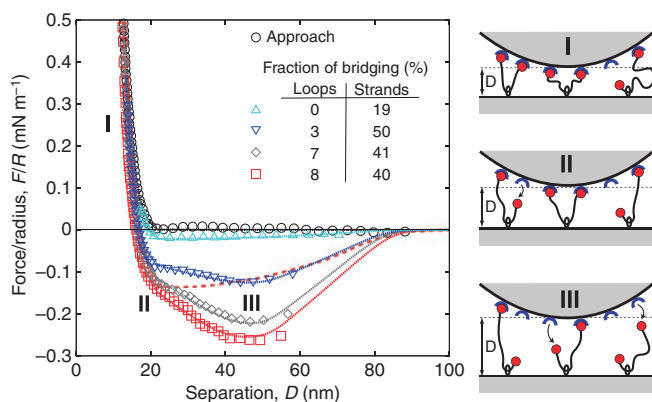 0.5
0.4
0.3
0.2
0.1
0
−0.1
−0.2
−0.3
Force/radius, F/R (mN m⁻¹)
0 20 40 60 80 100
Separation, D (nm)
Approach
Fraction of bridging (%)
Loops Strands
0 19
3 50
7 41
8 40
I
II
III
I
D
II
D
III
D